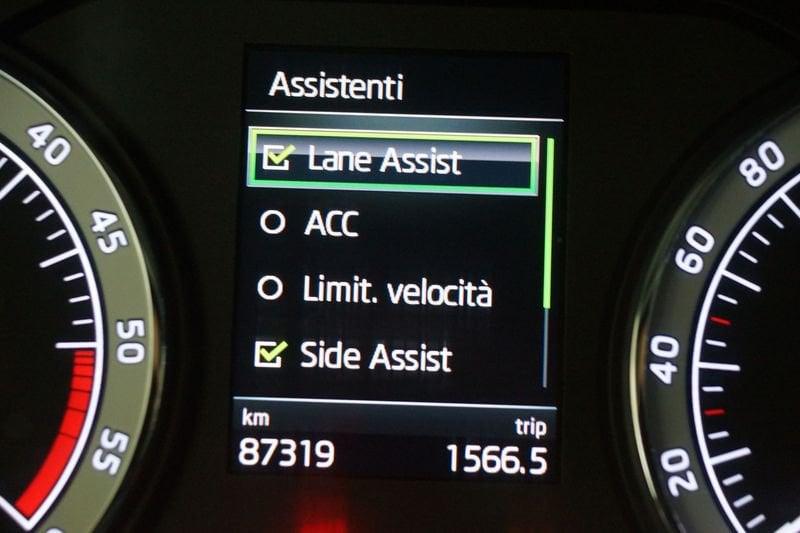 Assistenti
Lane Assist
ACC
Limit. velocità
Side Assist
km
trip
87319
1566.5
40
45
50
55
80
60
40
20